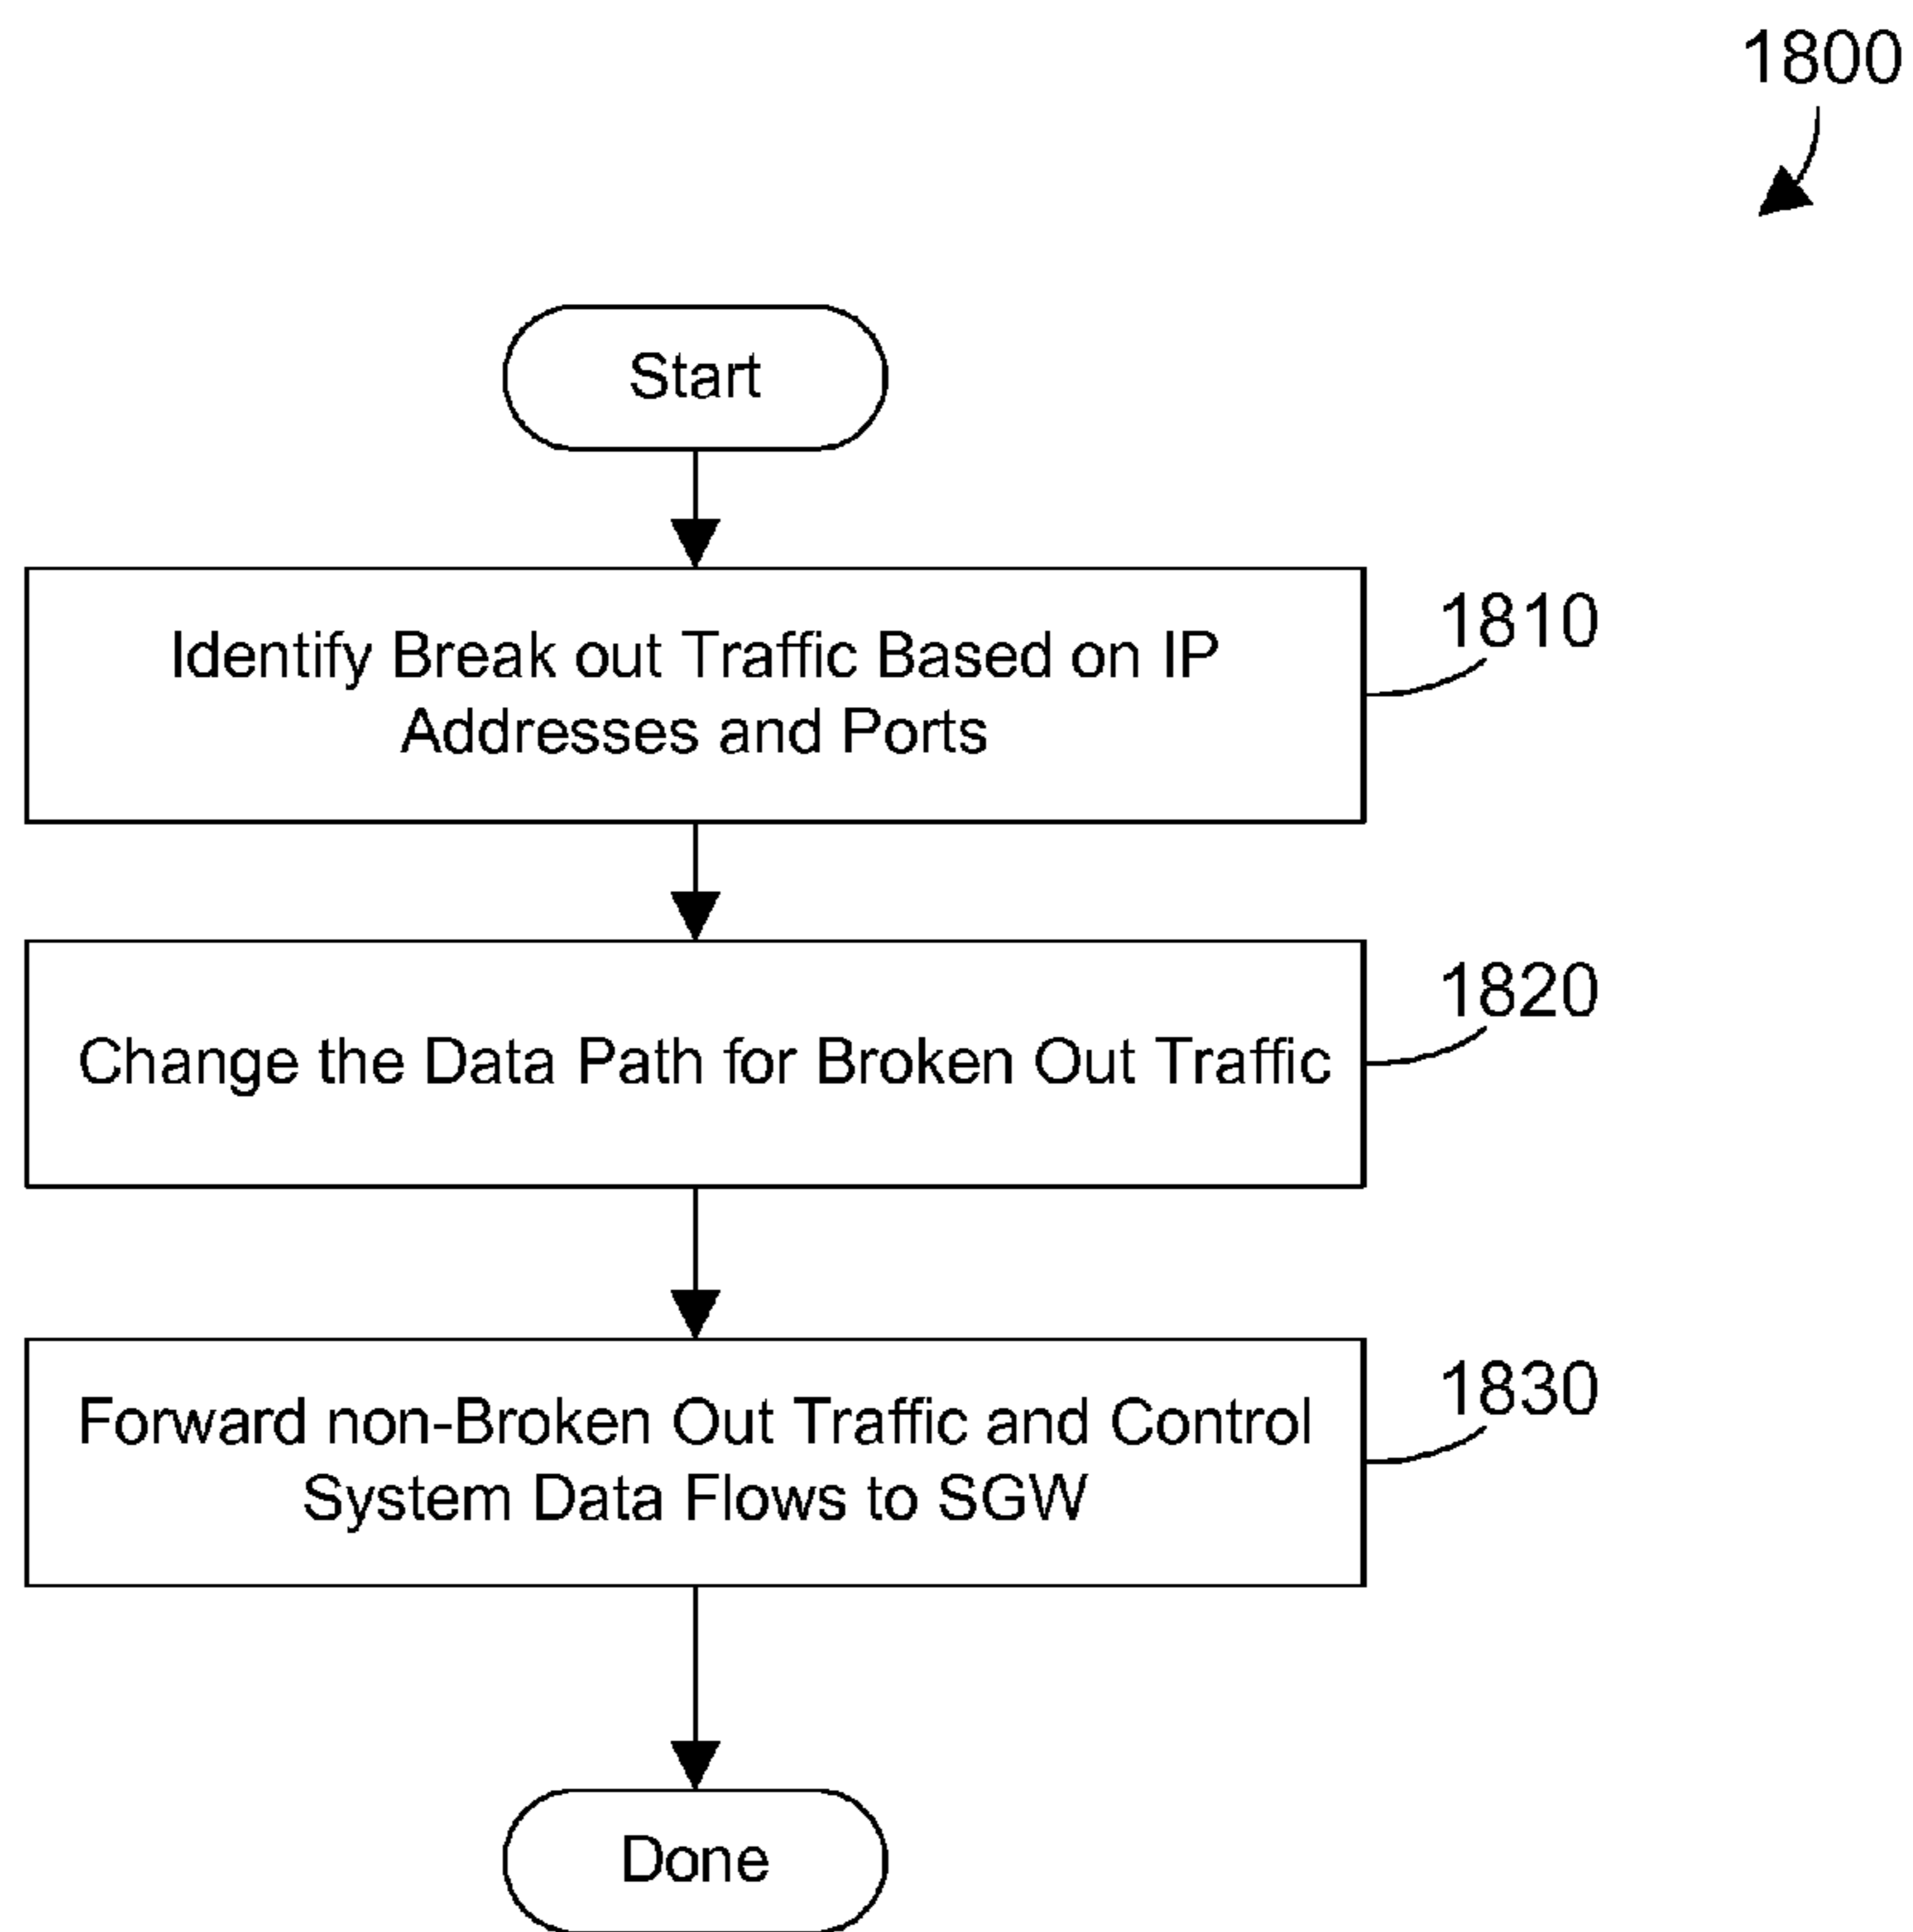 1800
Start
Identify Break out Traffic Based on IP
Addresses and Ports
1810
Change the Data Path for Broken Out Traffic
1820
Forward non-Broken Out Traffic and Control
System Data Flows to SGW
1830
Done